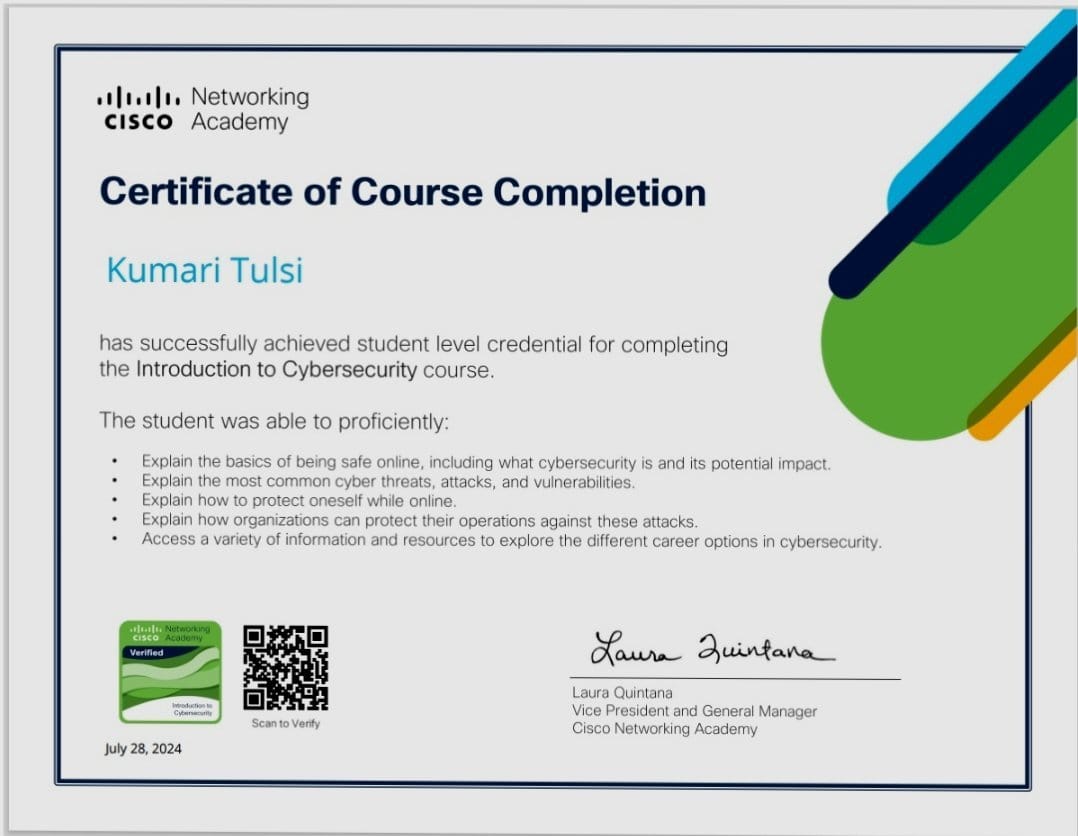 CISCO Networking Academy
Certificate of Course Completion
Kumari Tulsi
has successfully achieved student level credential for completing
the Introduction to Cybersecurity course.
The student was able to proficiently:
• Explain the basics of being safe online, including what cybersecurity is and its potential impact.
• Explain the most common cyber threats, attacks, and vulnerabilities.
• Explain how to protect oneself while online.
• Explain how organizations can protect their operations against these attacks.
• Access a variety of information and resources to explore the different career options in cybersecurity.
CISCO Networking Academy
Verified
Introduction to
Cybersecurity
Scan to Verify
July 28, 2024
Laura Quintana
Laura Quintana
Vice President and General Manager
Cisco Networking Academy